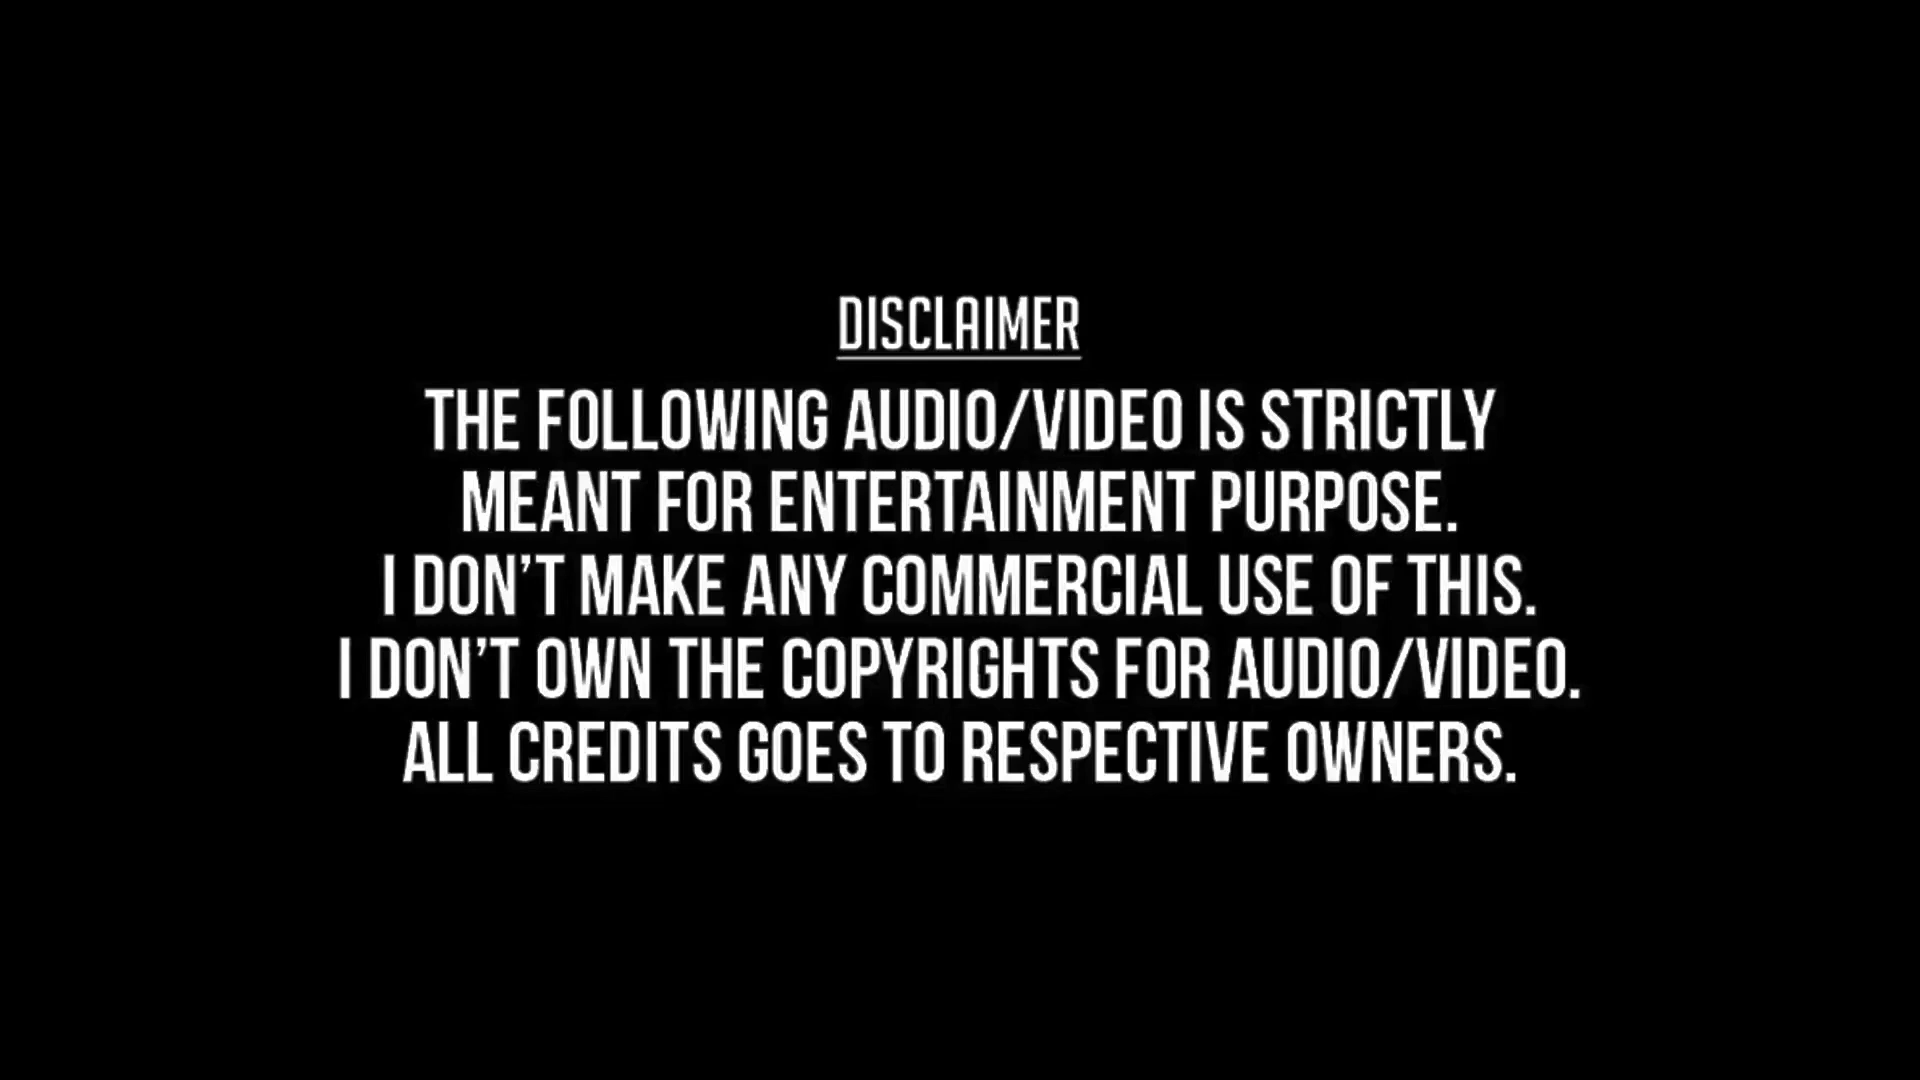 DISCLAIMER
THE FOLLOWING AUDIO/VIDEO IS STRICTLY
MEANT FOR ENTERTAINMENT PURPOSE.
I DON’T MAKE ANY COMMERCIAL USE OF THIS.
I DON’T OWN THE COPYRIGHTS FOR AUDIO/VIDEO.
ALL CREDITS GOES TO RESPECTIVE OWNERS.